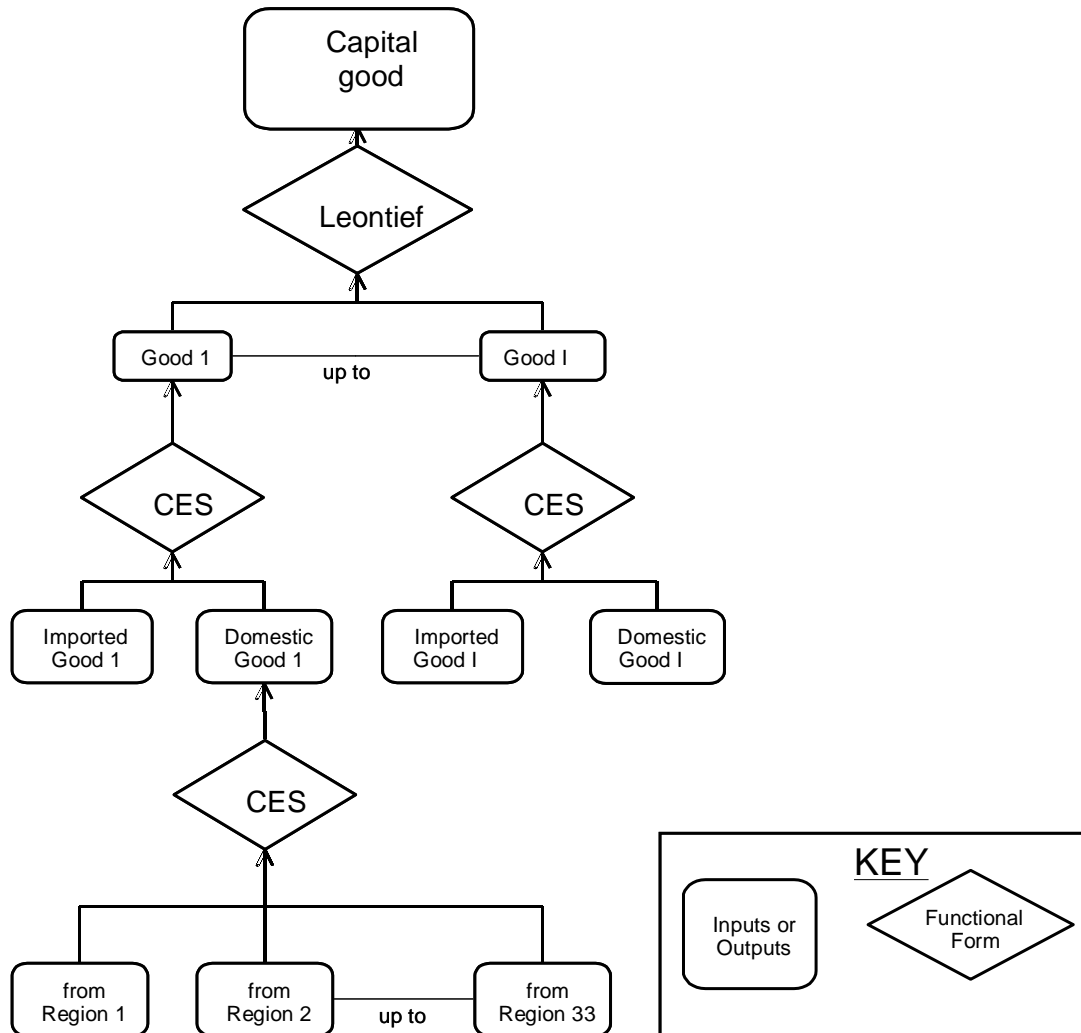 Capital
good
Leontief
Good 1
up to
Good I
CES
CES
Imported
Good 1
Domestic
Good 1
Imported
Good I
Domestic
Good I
CES
KEY
Inputs or
Outputs
Functional
Form
from
Region 1
from
Region 2
up to
from
Region 33